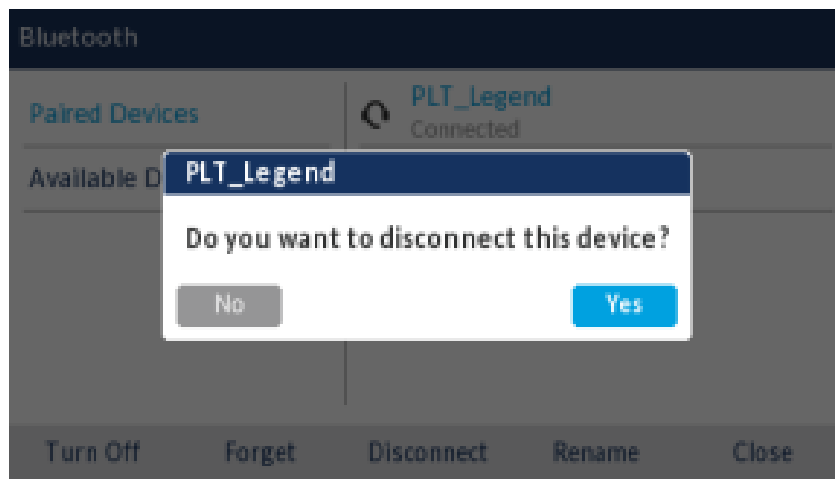 Bluetooth
Paired Devices
PLT_Legend
Connected
Available D
PLT_Legend
Do you want to disconnect this device?
No Yes
Turn Off Forget Disconnect Rename Close